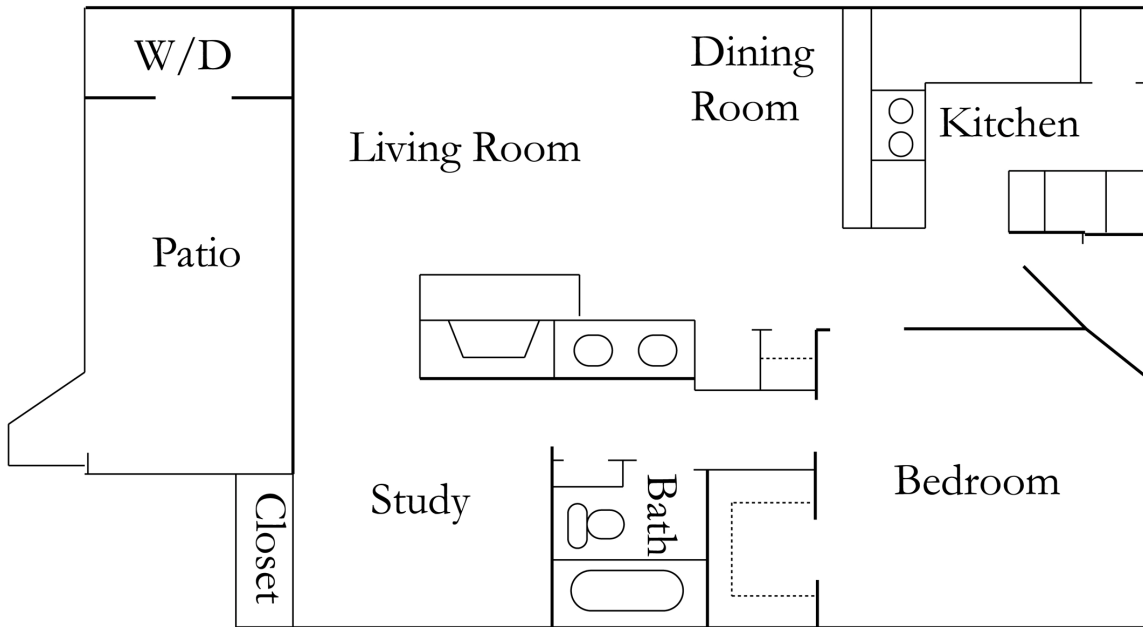 W/D
Dining
Room
Kitchen
Living Room
Patio
Bedroom
Study
Bath
Closet